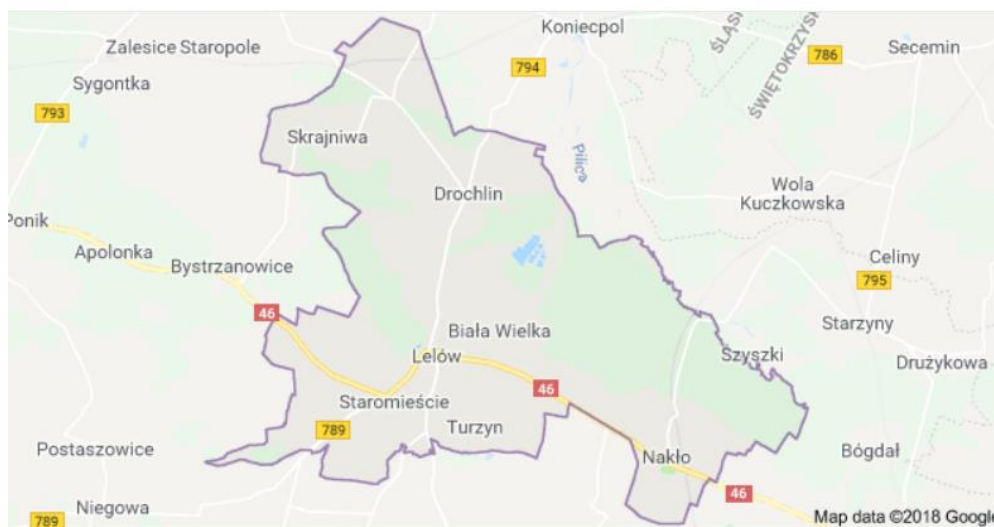 Koniecpol
ŚLĄSK
Zalesice Staropole
794
786
Secemin
Sygontka
ŚWIĘTOKRZYSK
793
Skrajniwa
Pilica
Drochlin
Wola
Kuczkowska
Ponik
Apolonka
Bystrzanowice
Celiny
795
46
Starzyny
Biała Wielka
Lelów
Szyszki
Drużykowa
46
Staromieście
789
Turzyn
Postaszowice
Nakło
Bógdał
46
Niegowa
789
Map data ©2018 Google